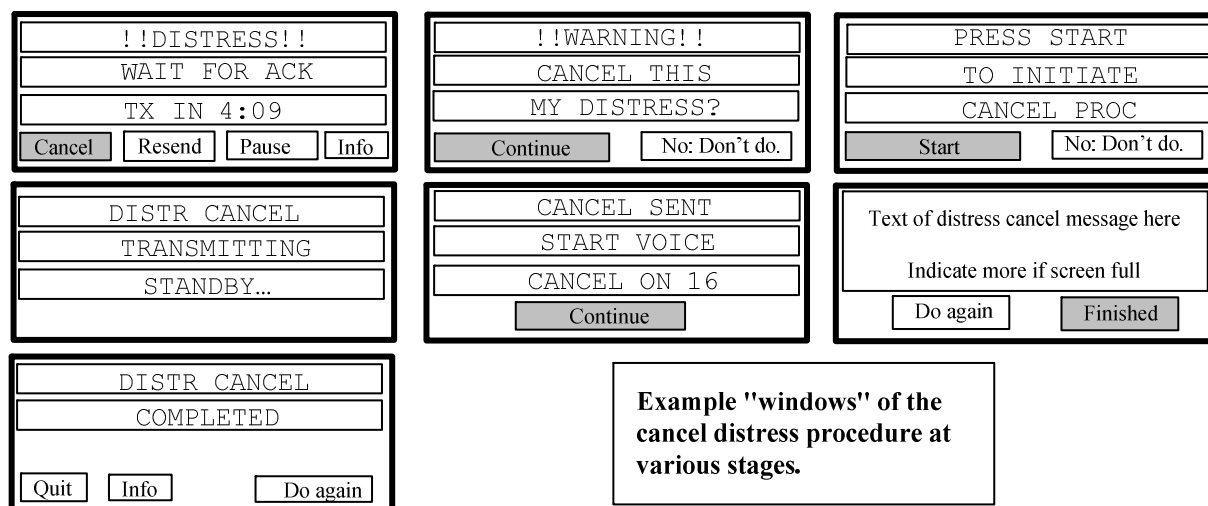 !!DISTRESS!!
WAIT FOR ACK
TX IN 4:09
Cancel Resend Pause Info
!!WARNING!!
CANCEL THIS
MY DISTRESS?
Continue No: Don't do.
PRESS START
TO INITIATE
CANCEL PROC
Start No: Don't do.
DISTR CANCEL
TRANSMITTING
STANDBY…
CANCEL SENT
START VOICE
CANCEL ON 16
Continue
Text of distress cancel message here
Indicate more if screen full
Do again Finished
DISTR CANCEL
COMPLETED
Quit Info Do again
Example "windows" of the
cancel distress procedure at
various stages.